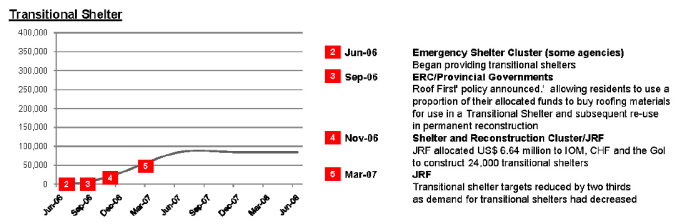 Transitional Shelter
400,000
350,000
300,000
250,000
200,000
150,000
100,000
50,000
0
2 3 4 5
Jun-06 Sep-06 Dec-06 Mar-07 Jun-07 Sep-07 Dec-07 Mar-08 Jun-08
2 Jun-06 Emergency Shelter Cluster (some agencies)
Began providing transitional shelters
3 Sep-06 ERC/Provincial Governments
Roof First' policy announced.' allowing residents to use a
proportion of their allocated funds to buy roofing materials
for use in a Transitional Shelter and subsequent re-use
in permanent reconstruction
4 Nov-06 Shelter and Reconstruction Cluster/JRF
JRF allocated US$ 6.64 million to IOM, CHF and the GoI
to construct 24,000 transitional shelters
5 Mar-07 JRF
Transitional shelter targets reduced by two thirds
as demand for transitional shelters had decreased